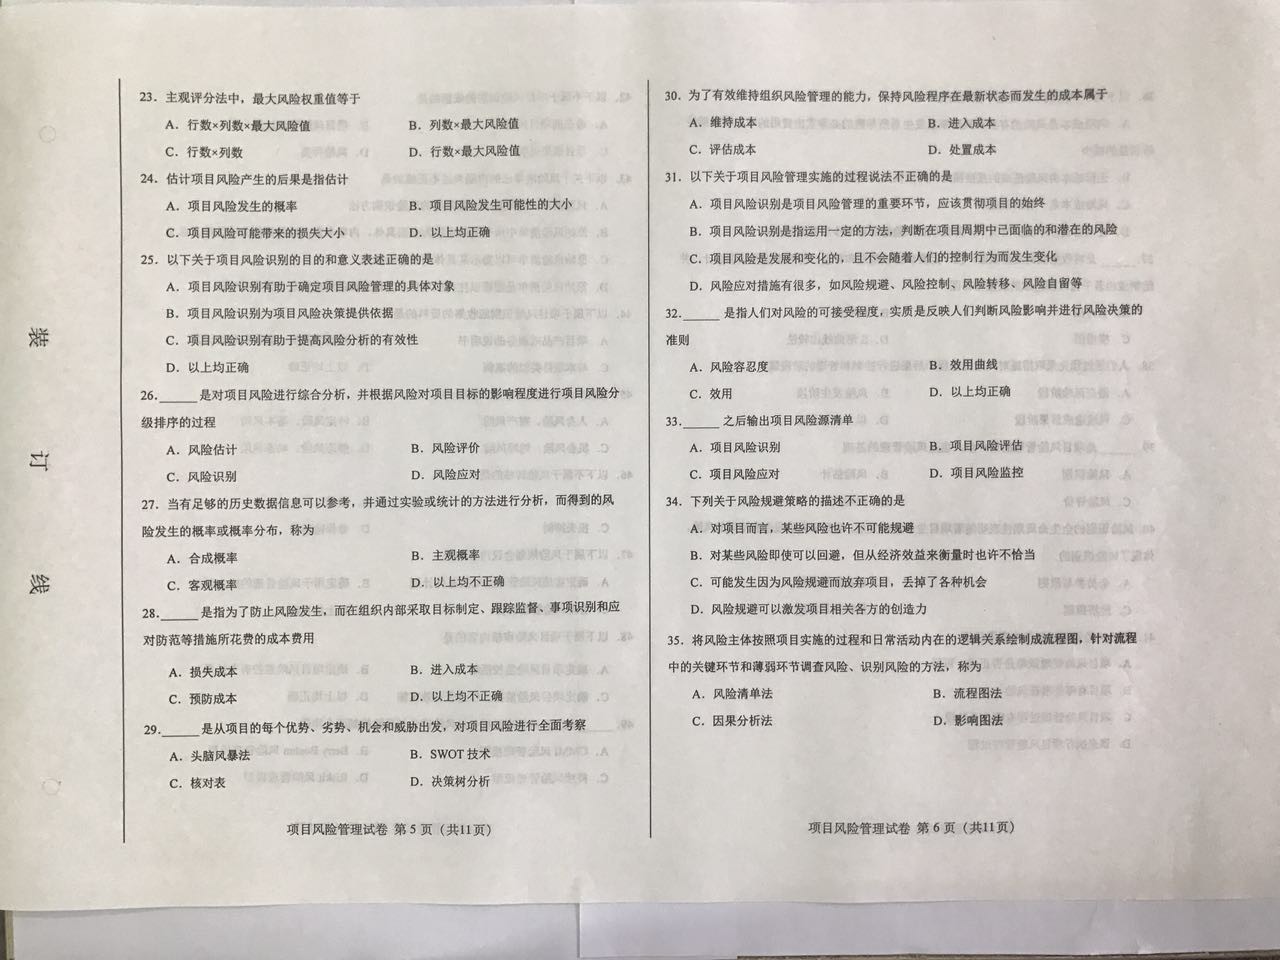 装
订
线
23．主观评分法中，最大风险权重值等于
A．行数×列数×最大风险值 B．列数×最大风险值
C．行数×列数 D．行数×最大风险值
24．估计项目风险产生的后果是指估计
A．项目风险发生的概率 B．项目风险发生可能性的大小
C．项目风险可能带来的损失大小 D．以上均正确
25．以下关于项目风险识别的目的和意义表述正确的是
A．项目风险识别有助于确定项目风险管理的具体对象
B．项目风险识别为项目风险决策提供依据
C．项目风险识别有助于提高风险分析的有效性
D．以上均正确
26.______是对项目风险进行综合分析，并根据风险对项目目标的影响程度进行项目风险分
级排序的过程
A．风险估计 B．风险评价
C．风险识别 D．风险应对
27．当有足够的历史数据信息可以参考，并通过实验或统计的方法进行分析，而得到的风
险发生的概率或概率分布，称为
A．合成概率 B．主观概率
C．客观概率 D．以上均不正确
28.______是指为了防止风险发生，而在组织内部采取目标制定、跟踪监督、事项识别和应
对防范等措施所花费的成本费用
A．损失成本 B．进入成本
C．预防成本 D．以上均不正确
29.______是从项目的每个优势、劣势、机会和威胁出发，对项目风险进行全面考察
A．头脑风暴法 B．SWOT 技术
C．核对表 D．决策树分析
项目风险管理试卷 第 5 页（共11页）
30．为了有效维持组织风险管理的能力，保持风险程序在最新状态而发生的成本属于
A．维持成本 B．进入成本
C．评估成本 D．处置成本
31．以下关于项目风险管理实施的过程说法不正确的是
A．项目风险识别是项目风险管理的重要环节，应该贯彻项目的始终
B．项目风险识别是指运用一定的方法，判断在项目周期中已面临的和潜在的风险
C．项目风险是发展和变化的，且不会随着人们的控制行为而发生变化
D．风险应对措施有很多，如风险规避、风险控制、风险转移、风险自留等
32.______是指人们对风险的可接受程度，实质是反映人们判断风险影响并进行风险决策的
准则
A．风险容忍度 B．效用曲线
C．效用 D．以上均正确
33.______之后输出项目风险源清单
A．项目风险识别 B．项目风险评估
C．项目风险应对 D．项目风险监控
34．下列关于风险规避策略的描述不正确的是
A．对项目而言，某些风险也许不可能规避
B．对某些风险即使可以回避，但从经济效益来衡量时也许不恰当
C．可能发生因为风险规避而放弃项目，丢掉了各种机会
D．风险规避可以激发项目相关各方的创造力
35．将风险主体按照项目实施的过程和日常活动内在的逻辑关系绘制成流程图，针对流程
中的关键环节和薄弱环节调查风险、识别风险的方法，称为
A．风险清单法 B．流程图法
C．因果分析法 D．影响图法
项目风险管理试卷 第 6 页（共11页）